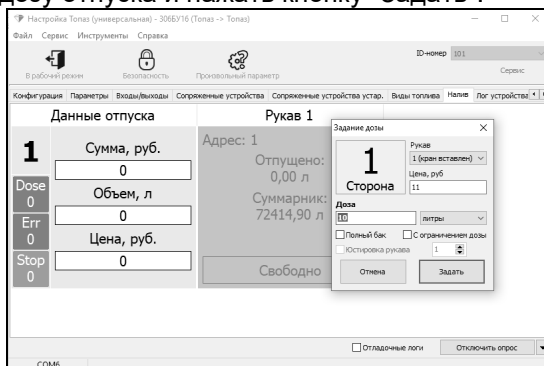 дозу отпуска и нажать кнопку "Задать".
Настройка Топаз (универсальная) - 306БУ16 (Топаз -> Топаз)
Файл Сервис Инструменты Справка
В рабочий режим
Безопасность
Произвольный параметр
ID-номер 101
Сервис
Конфигурация Параметры Входы/выходы Сопряженные устройства Сопряженные устройства устар. Виды топлива Налив Лог устройства
Данные отпуска
Рукав 1
1
Сумма, руб.
0
Dose
0
Объем, л
0
Err
0
Цена, руб.
0
Stop
0
Адрес: 1
Отпущено:
0,00 л
Суммарник:
72414,90 л
Свободно
Задание дозы
1
Сторона
Рукав
1 (кран вставлен)
Цена, руб
11
Доза
10
литры
Полный бак
С ограничением дозы
Юстировка рукава
1
Отмена
Задать
Отладочные логи
Отключить опрос
COM6